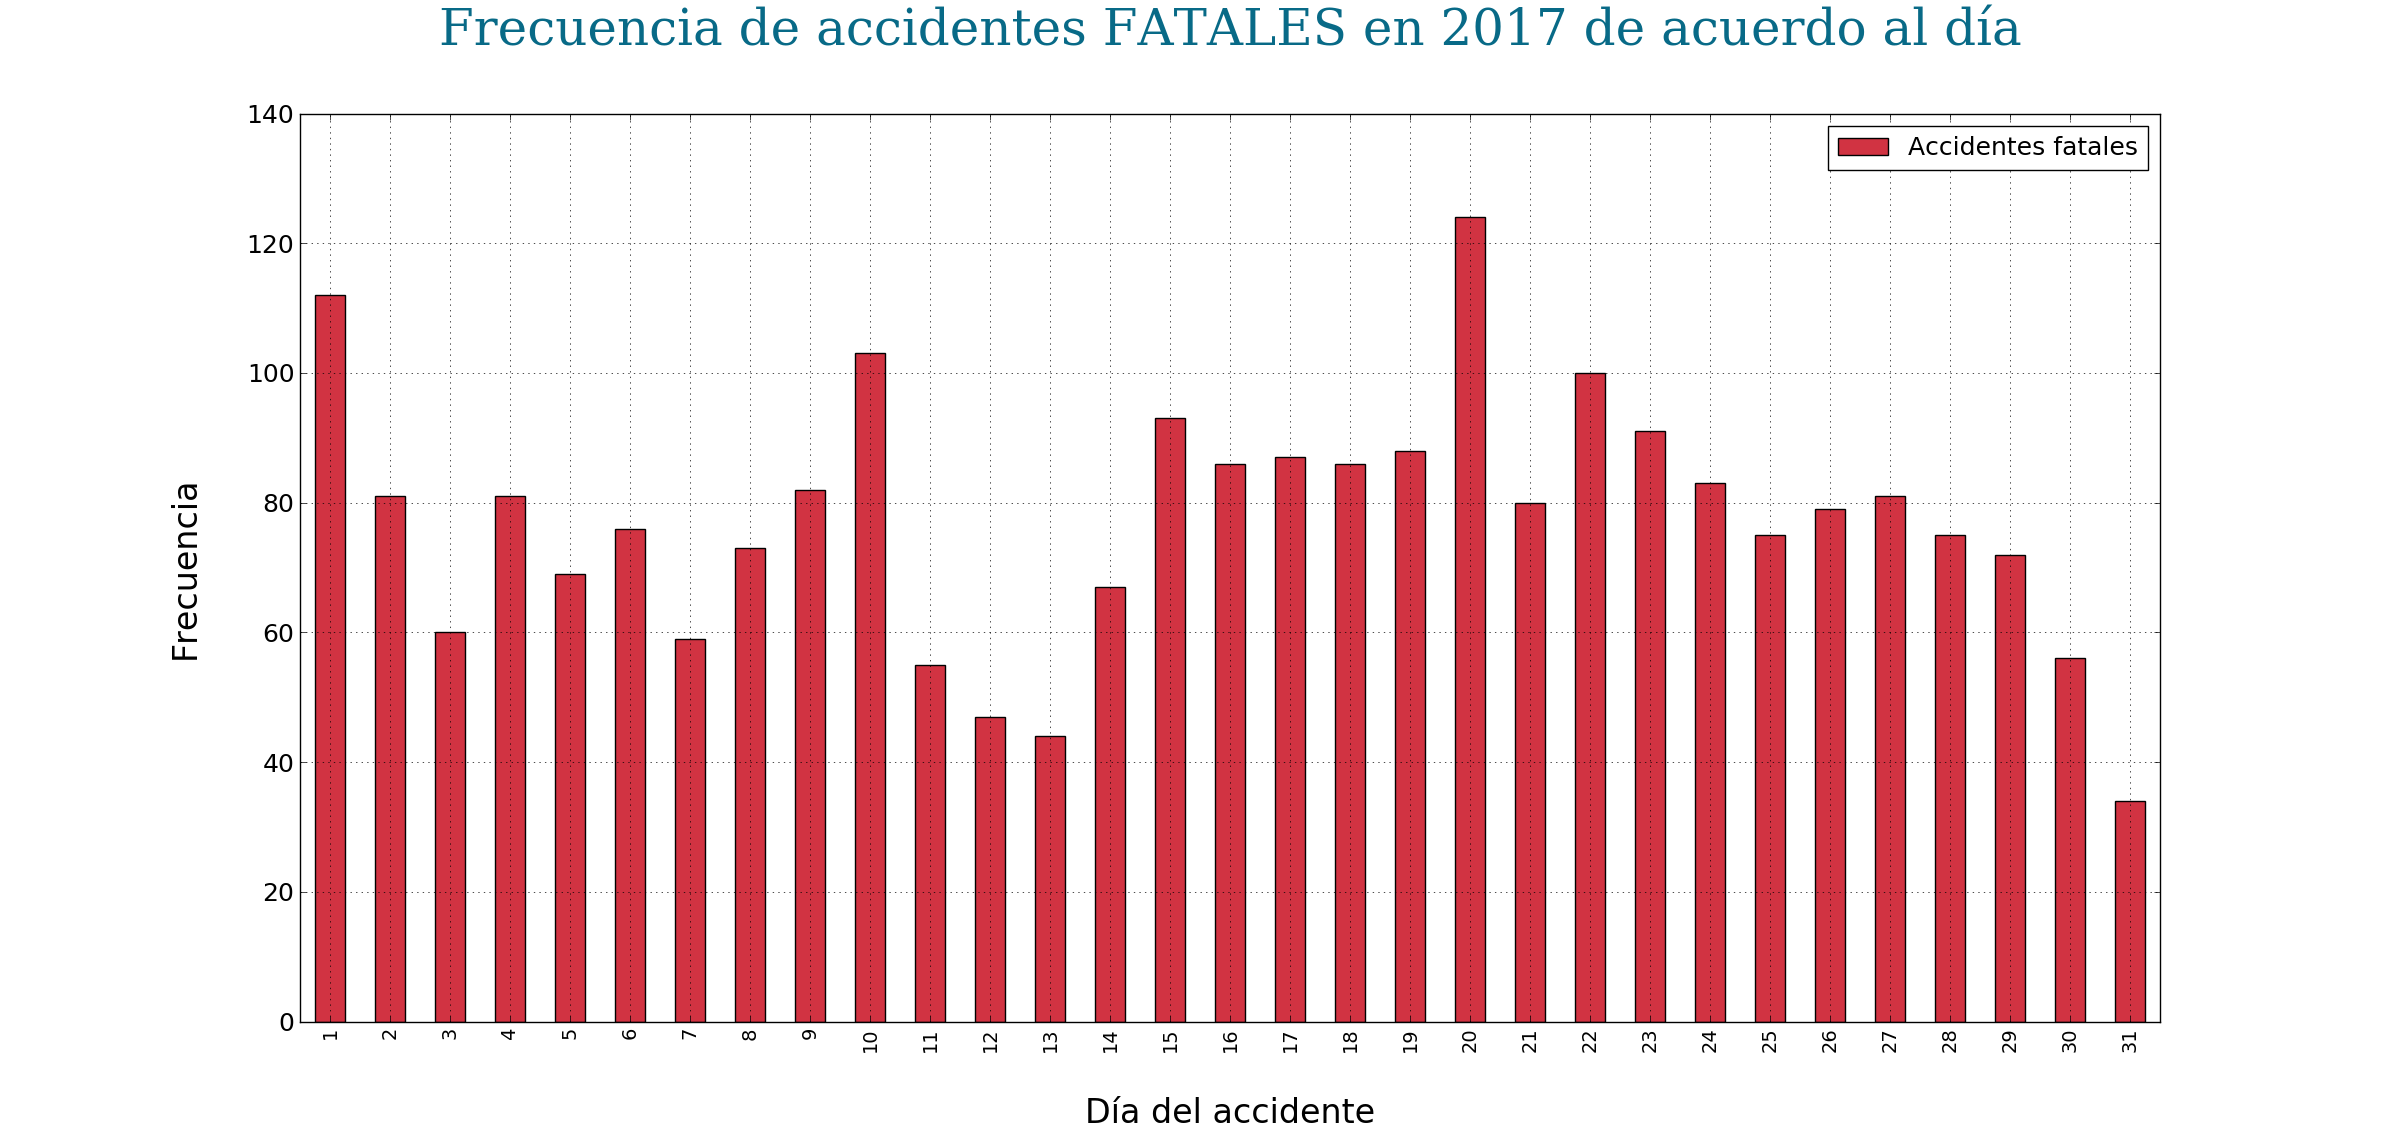 Frecuencia de accidentes FATALES en 2017 de acuerdo al día
Accidentes fatales
Frecuencia
140
120
100
80
60
40
20
0
1 2 3 4 5 6 7 8 9 10 11 12 13 14 15 16 17 18 19 20 21 22 23 24 25 26 27 28 29 30 31
Día del accidente